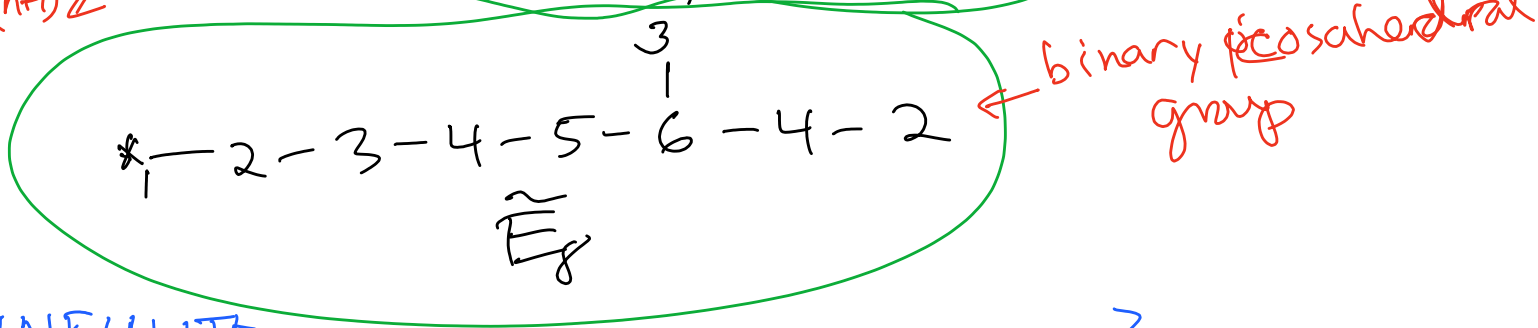 3
* — 2 — 3 — 4 — 5 — 6 — 4 — 2
1
Ẽ8
binary icosahedral
group